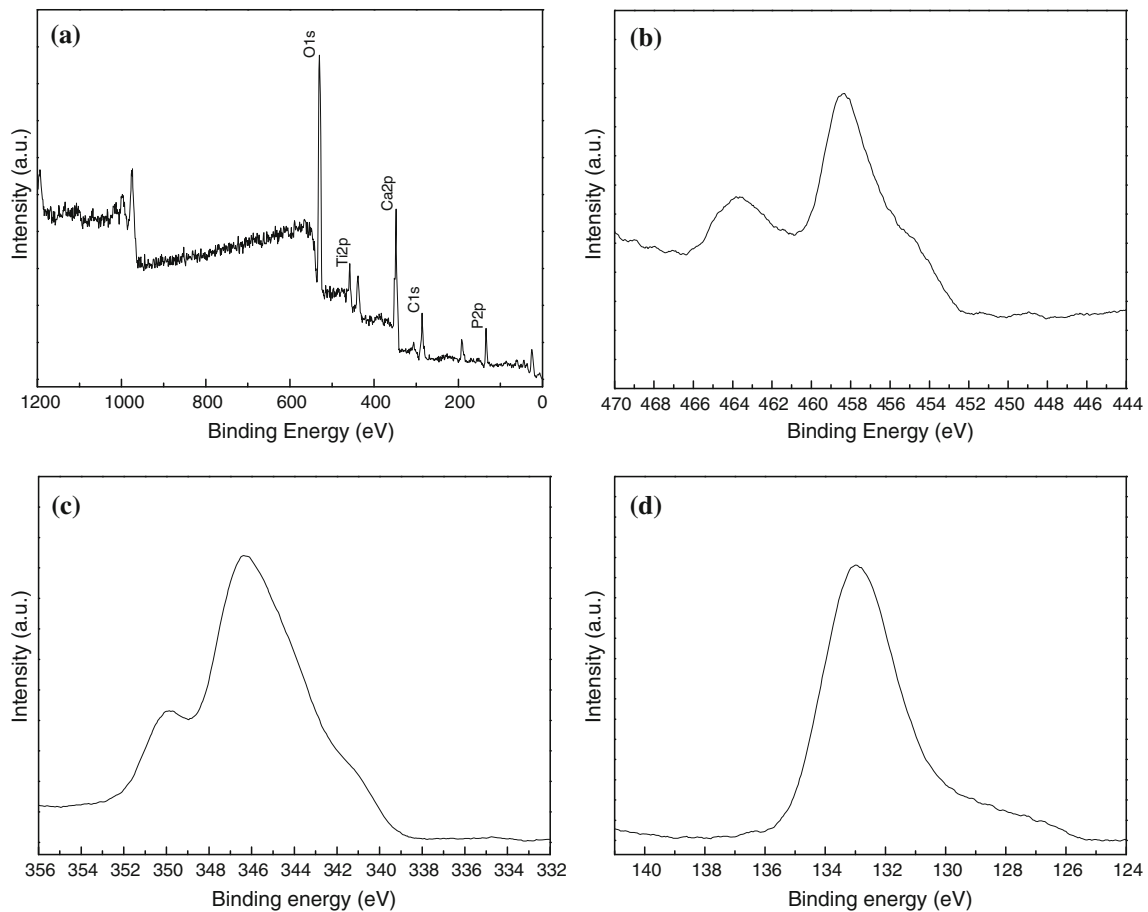 (a)
O1s
Ca2p
Ti2p
C1s
P2p
Intensity (a.u.)
1200 1000 800 600 400 200 0
Binding Energy (eV)
(b)
Intensity (a.u.)
470 468 466 464 462 460 458 456 454 452 450 448 446 444
Binding Energy (eV)
(c)
Intensity (a.u.)
356 354 352 350 348 346 344 342 340 338 336 334 332
Binding energy (eV)
(d)
Intensity (a.u.)
140 138 136 134 132 130 128 126 124
Binding energy (eV)